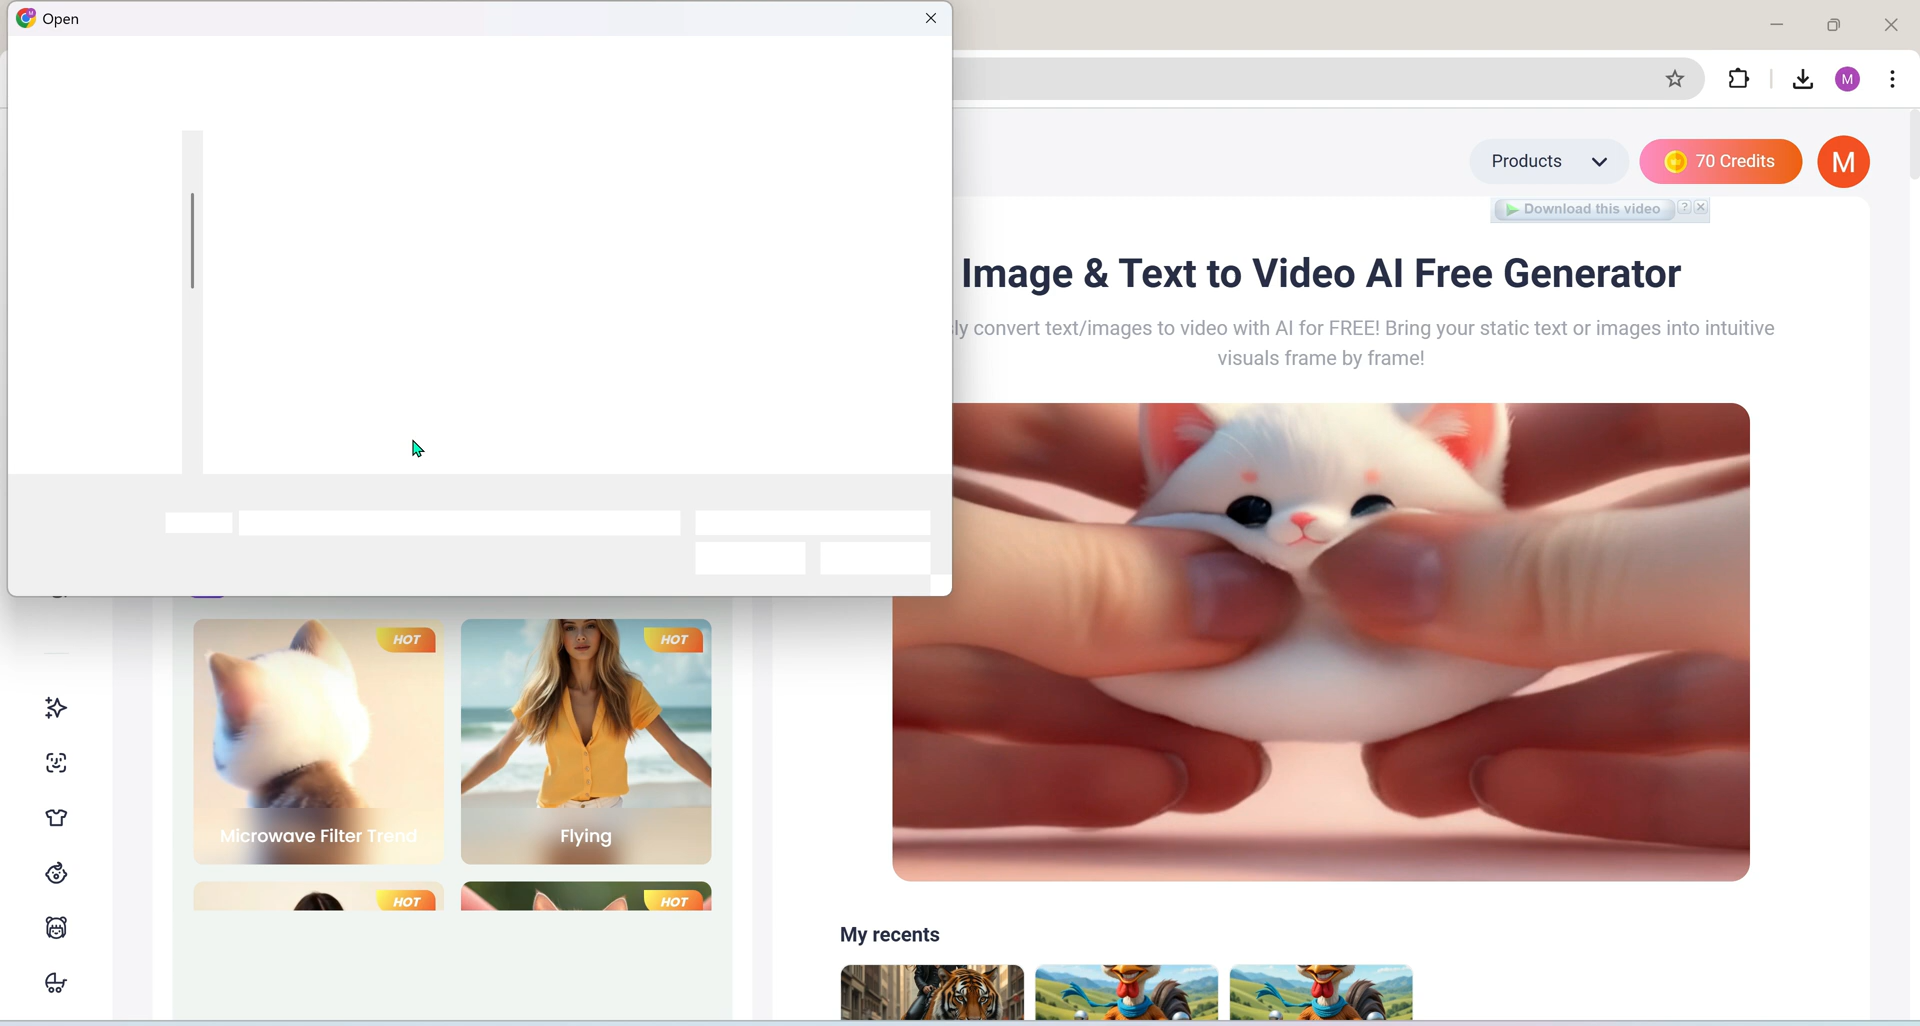 Open
M
Products
70 Credits
M
Download this video
?
Image & Text to Video AI Free Generator
ly convert text/images to video with AI for FREE! Bring your static text or images into intuitive
visuals frame by frame!
HOT
HOT
Microwave Filter Trend
Flying
HOT
HOT
My recents